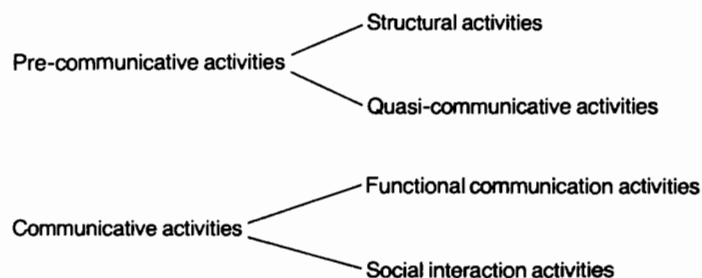 Structural activities
Pre-communicative activities
Quasi-communicative activities
Functional communication activities
Communicative activities
Social interaction activities